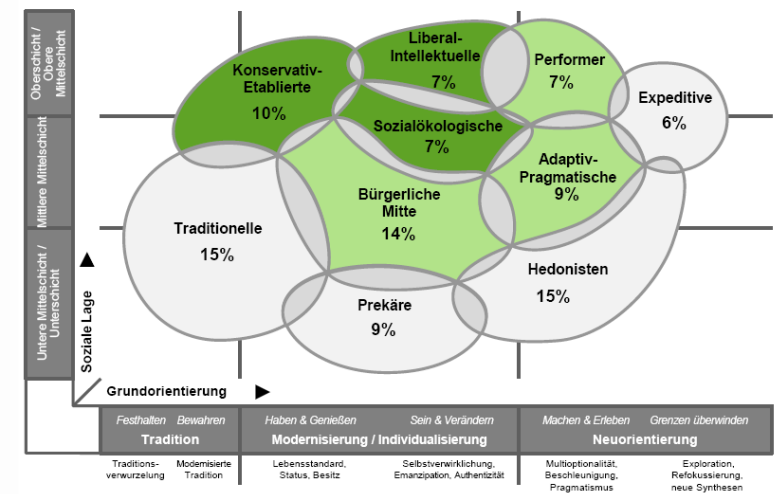 Oberschicht /
Obere
Mittelschicht
Mittlere Mittelschicht
Untere Mittelschicht /
Unterschicht
Soziale Lage
Konservativ-
Etablierte
10%
Liberal-
Intellektuelle
7%
Performer
7%
Expeditive
6%
Sozialökologische
7%
Adaptiv-
Pragmatische
9%
Bürgerliche
Mitte
14%
Traditionelle
15%
Hedonisten
15%
Prekäre
9%
Grundorientierung
Festhalten Bewahren
Tradition
Haben & Genießen Sein & Verändern
Modernisierung / Individualisierung
Machen & Erleben Grenzen überwinden
Neuorientierung
Traditions-
verwurzelung
Modernisierte
Tradition
Lebensstandard,
Status, Besitz
Selbstverwirklichung,
Emanzipation, Authentizität
Multioptionalität,
Beschleunigung,
Pragmatismus
Exploration,
Refokussierung,
neue Synthesen